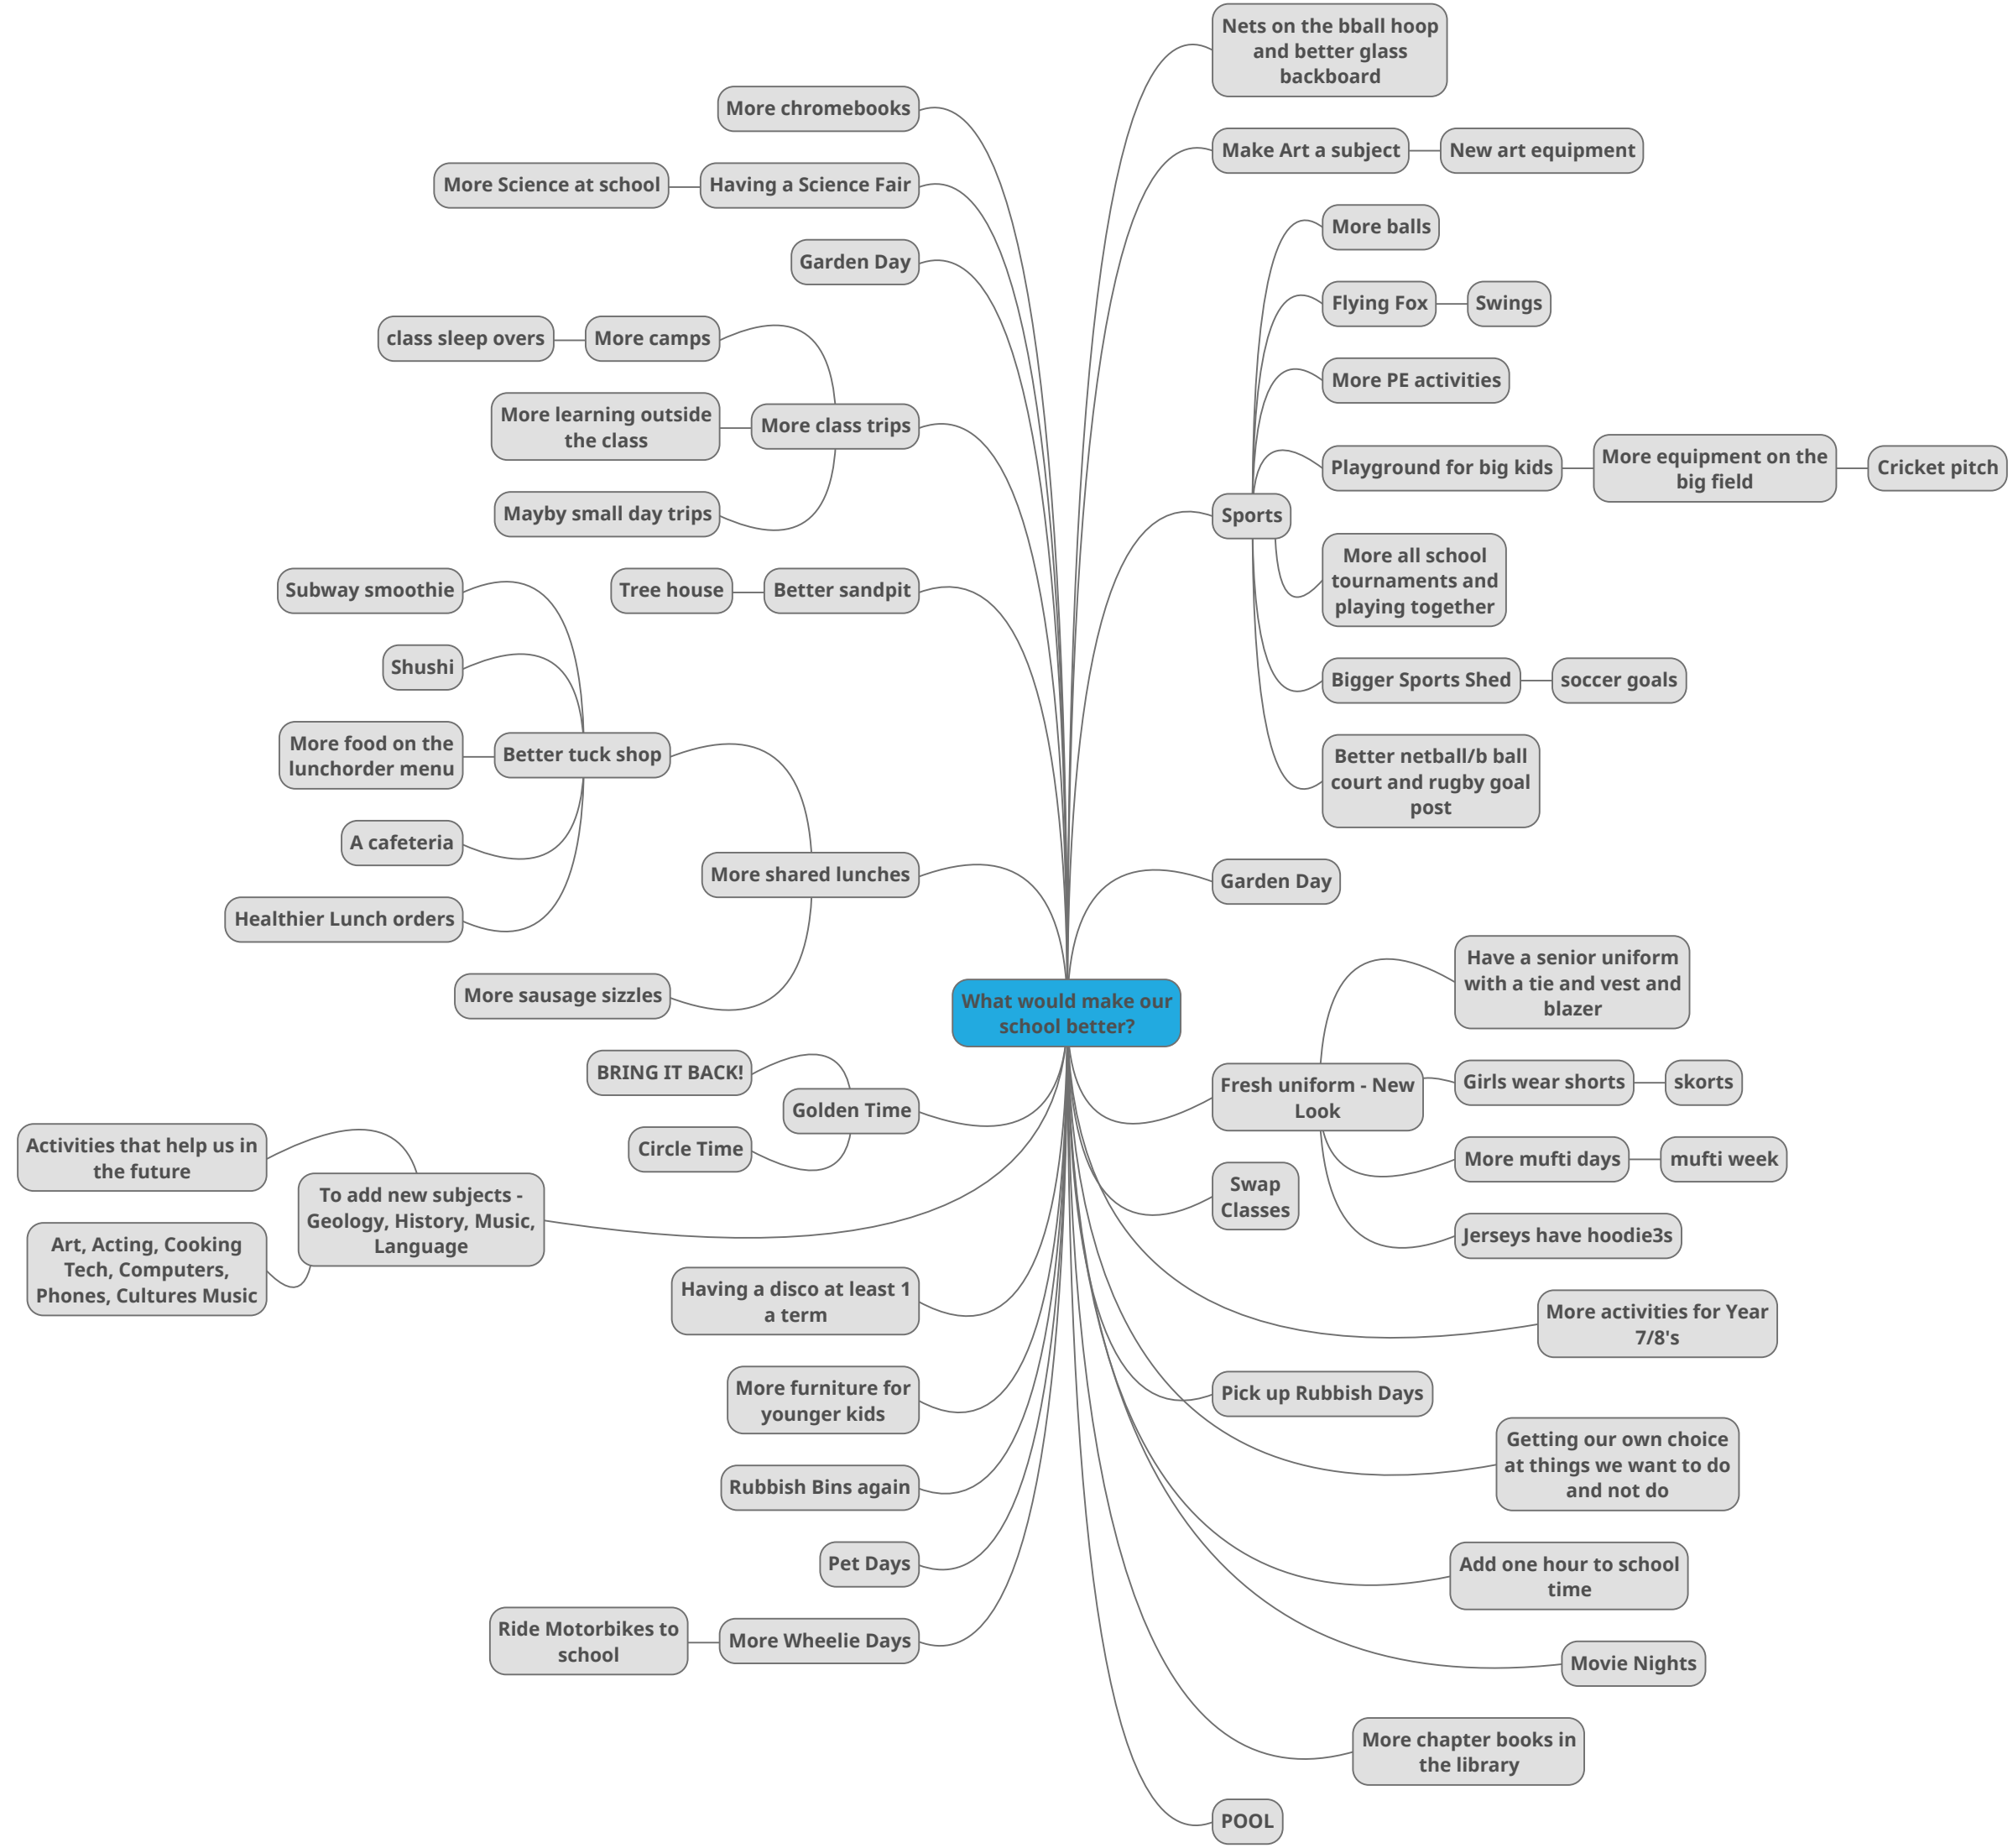 What would make our
school better?
Nets on the bball hoop
and better glass
backboard
Make Art a subject
New art equipment
Sports
More balls
Flying Fox
Swings
More PE activities
Playground for big kids
More equipment on the
big field
Cricket pitch
More all school
tournaments and
playing together
Bigger Sports Shed
soccer goals
Better netball/b ball
court and rugby goal
post
Garden Day
Fresh uniform - New
Look
Have a senior uniform
with a tie and vest and
blazer
Girls wear shorts
skorts
More mufti days
mufti week
Jerseys have hoodie3s
Swap
Classes
More activities for Year
7/8's
Pick up Rubbish Days
Getting our own choice
at things we want to do
and not do
Add one hour to school
time
Movie Nights
More chapter books in
the library
POOL
More chromebooks
Having a Science Fair
More Science at school
Garden Day
More class trips
More camps
class sleep overs
More learning outside
the class
Mayby small day trips
Better sandpit
Tree house
More shared lunches
Better tuck shop
Subway smoothie
Shushi
More food on the
lunchorder menu
A cafeteria
Healthier Lunch orders
More sausage sizzles
Golden Time
BRING IT BACK!
Circle Time
To add new subjects -
Geology, History, Music,
Language
Activities that help us in
the future
Art, Acting, Cooking
Tech, Computers,
Phones, Cultures Music
Having a disco at least 1
a term
More furniture for
younger kids
Rubbish Bins again
Pet Days
More Wheelie Days
Ride Motorbikes to
school